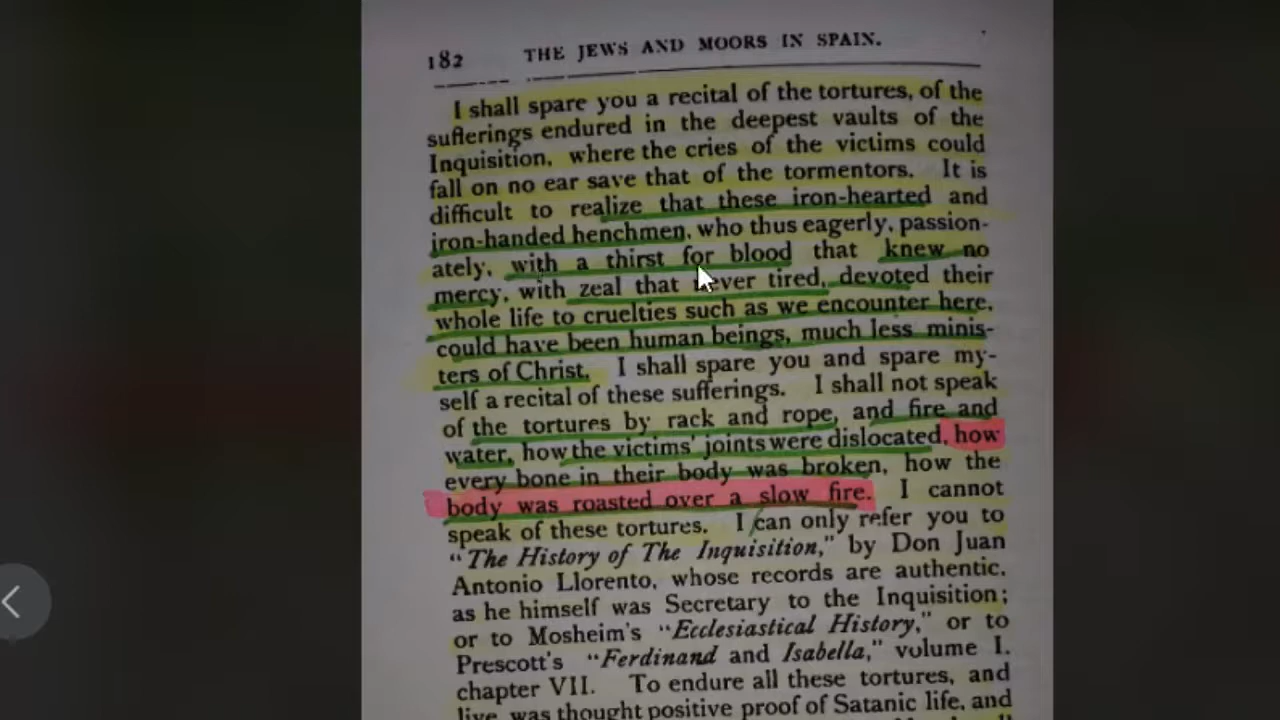 182 THE JEWS AND MOORS IN SPAIN.
I shall spare you a recital of the tortures, of the
sufferings endured in the deepest vaults of the
Inquisition, where the cries of the victims could
fall on no ear save that of the tormentors. It is
difficult to realize that these iron-hearted and
iron-handed henchmen, who thus eagerly, passion-
ately, with a thirst for blood that knew no
mercy, with zeal that never tired, devoted their
whole life to cruelties such as we encounter here,
could have been human beings, much less minis-
ters of Christ. I shall spare you and spare my-
self a recital of these sufferings. I shall not speak
of the tortures by rack and rope, and fire and
water, how the victims' joints were dislocated, how
every bone in their body was broken, how the
body was roasted over a slow fire. I cannot
speak of these tortures. I can only refer you to
"The History of The Inquisition," by Don Juan
Antonio Llorento, whose records are authentic,
as he himself was Secretary to the Inquisition;
or to Mosheim's "Ecclesiastical History," or to
Prescott's "Ferdinand and Isabella," volume I.
chapter VII. To endure all these tortures, and
live, was thought positive proof of Satanic life, and